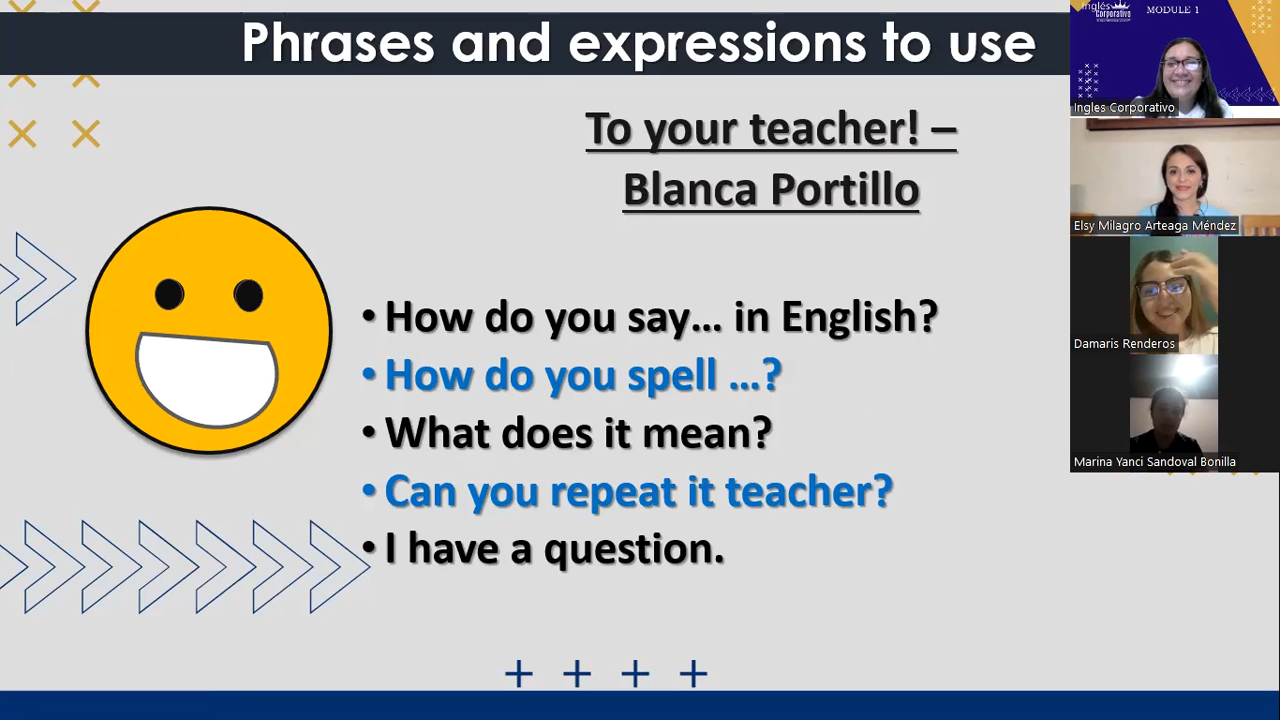 Phrases and expressions to use
To your teacher! –
Blanca Portillo
• How do you say... in English?
• How do you spell ...?
• What does it mean?
• Can you repeat it teacher?
• I have a question.
Inglés
Corporativo
MODULE 1
Ingles Corporativo
Elsy Milagro Arteaga Méndez
Damaris Renderos
Marina Yanci Sandoval Bonilla